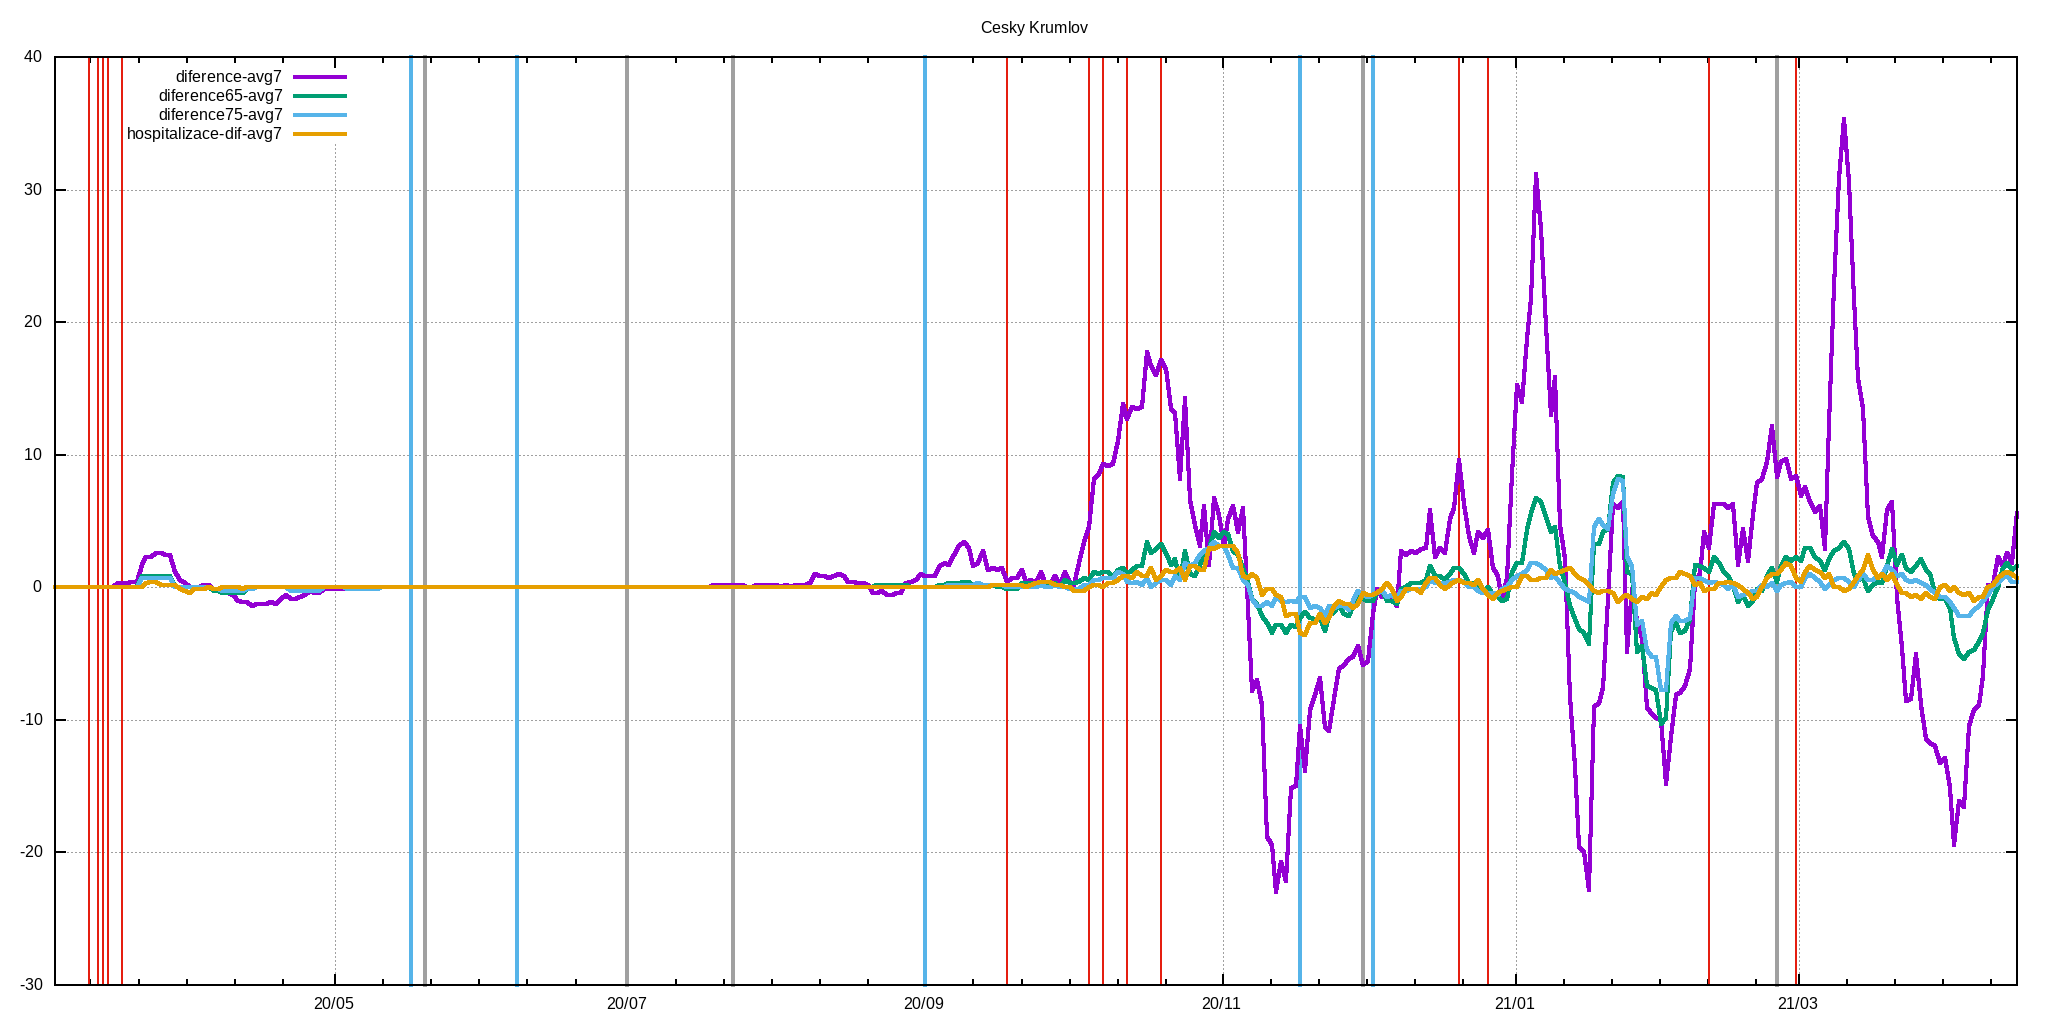 Cesky Krumlov
40
30
20
10
0
-10
-20
-30
diference-avg7
diference65-avg7
diference75-avg7
hospitalizace-dif-avg7
20/05
20/07
20/09
20/11
21/01
21/03